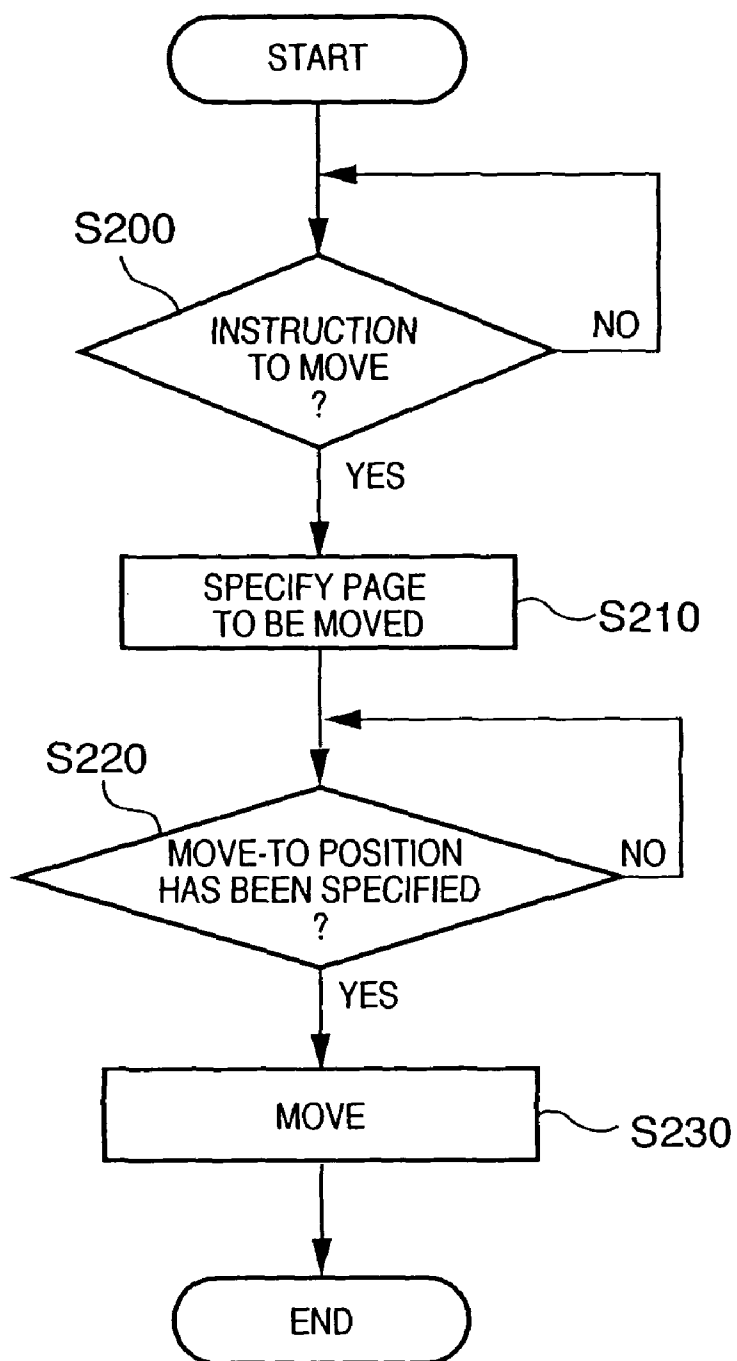 START
S200
INSTRUCTION
TO MOVE
?
NO
YES
SPECIFY PAGE
TO BE MOVED
S210
S220
MOVE-TO POSITION
HAS BEEN SPECIFIED
?
NO
YES
MOVE
S230
END